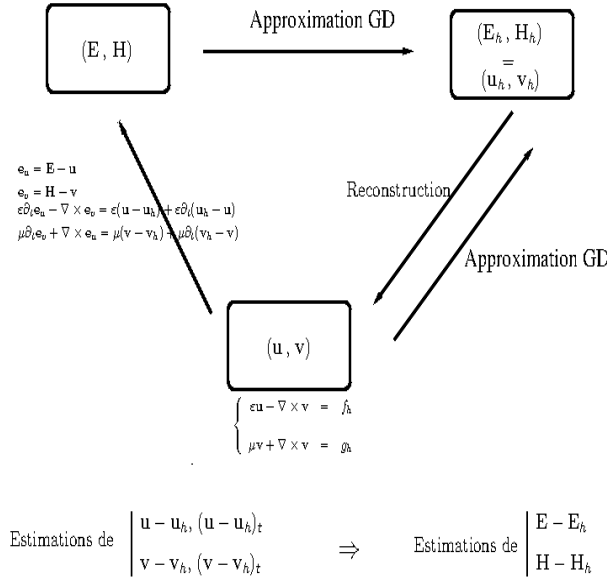 Approximation GD
(E , H)
(E_h , H_h)
=
(u_h , v_h)
e_u = E − u
e_v = H − v
ε∂_t e_u − ∇ × e_v = ε(u − u_h) + ε∂_t(u_h − u)
μ∂_t e_v + ∇ × e_u = μ(v − v_h) + μ∂_t(v_h − v)
Reconstruction
Approximation GD
(u , v)
εu − ∇ × v = f_h
μv + ∇ × v = g_h
Estimations de | u − u_h, (u − u_h)_t
v − v_h, (v − v_h)_t
⇒
Estimations de | E − E_h
H − H_h